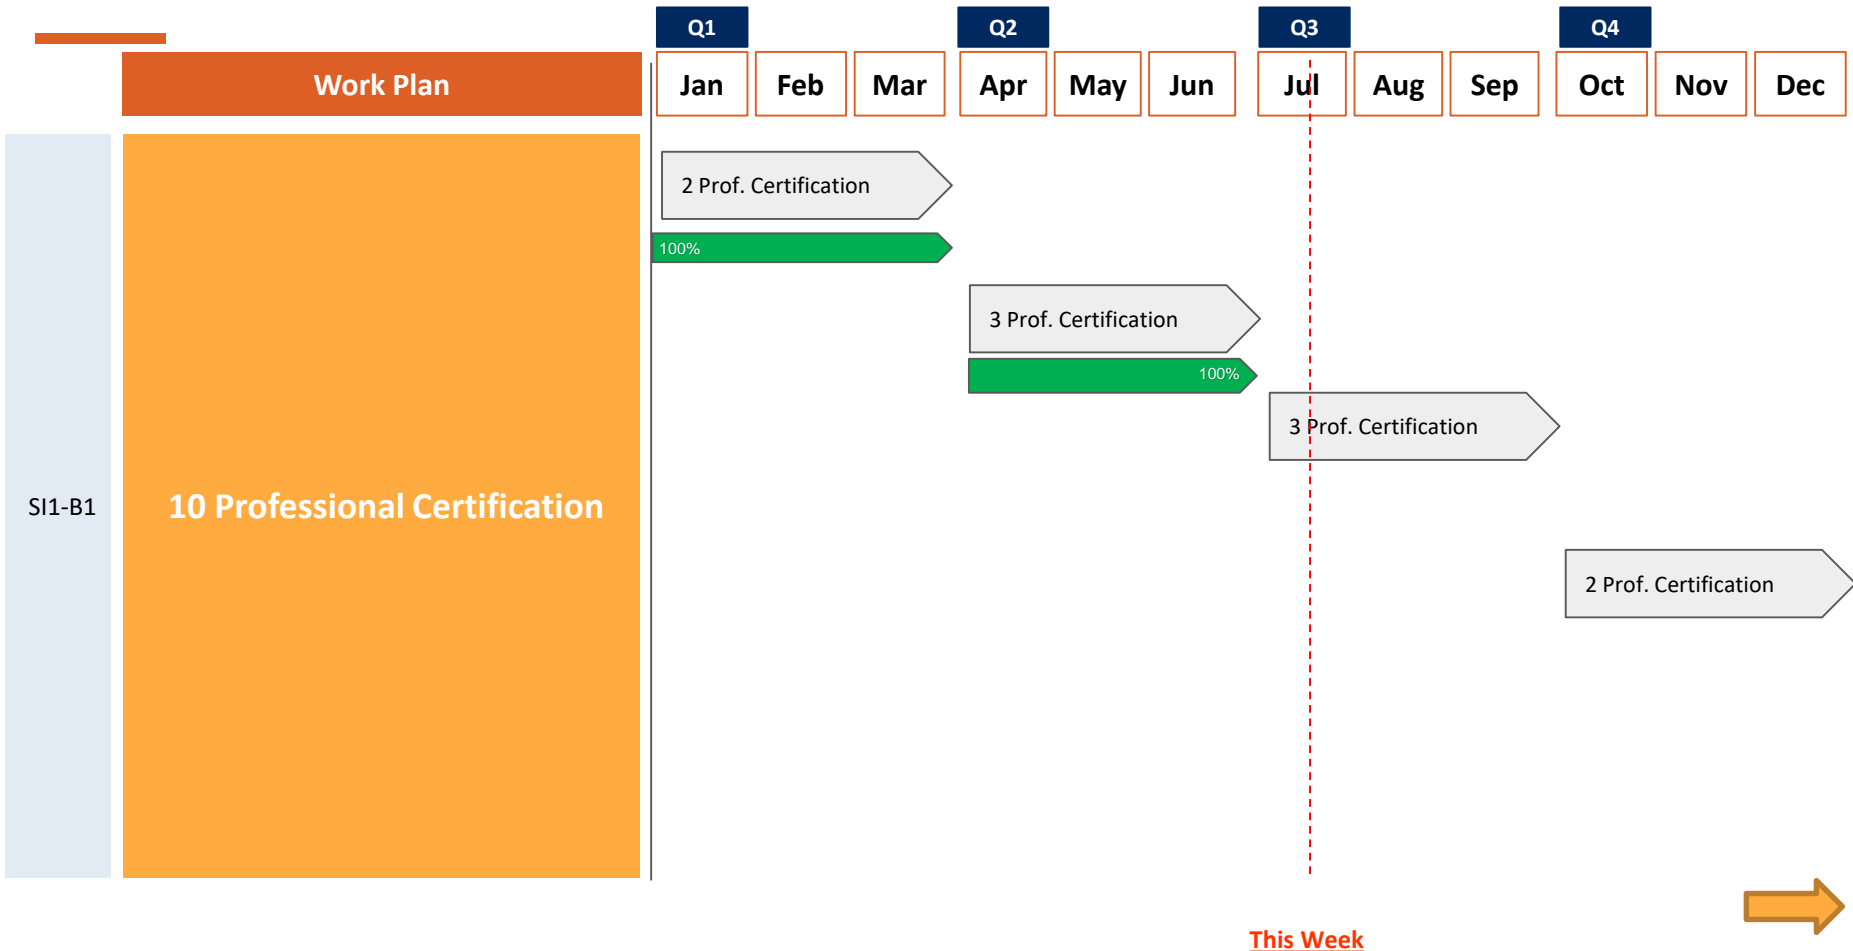 Q1 Q2 Q3 Q4
Work Plan Jan Feb Mar Apr May Jun Jul Aug Sep Oct Nov Dec
2 Prof. Certification
100%
3 Prof. Certification
100%
3 Prof. Certification
SI1-B1 10 Professional Certification
2 Prof. Certification
This Week